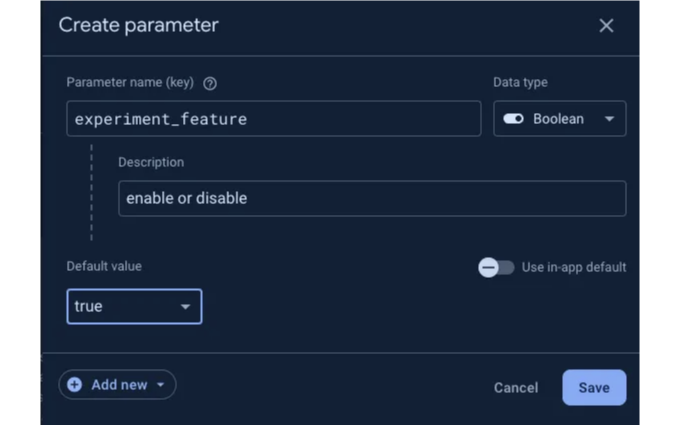 Create parameter
Parameter name (key)
Data type
experiment_feature
Boolean
Description
enable or disable
Default value
Use in-app default
true
Add new
Cancel
Save